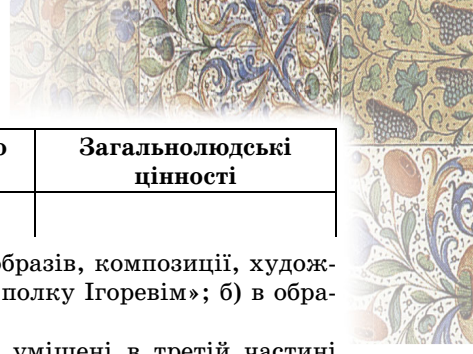 о
Загальнолюдські
цінності
бразів, композиції, худож-
полку Ігоревім»; б) в обра-
уміщені в третій частині